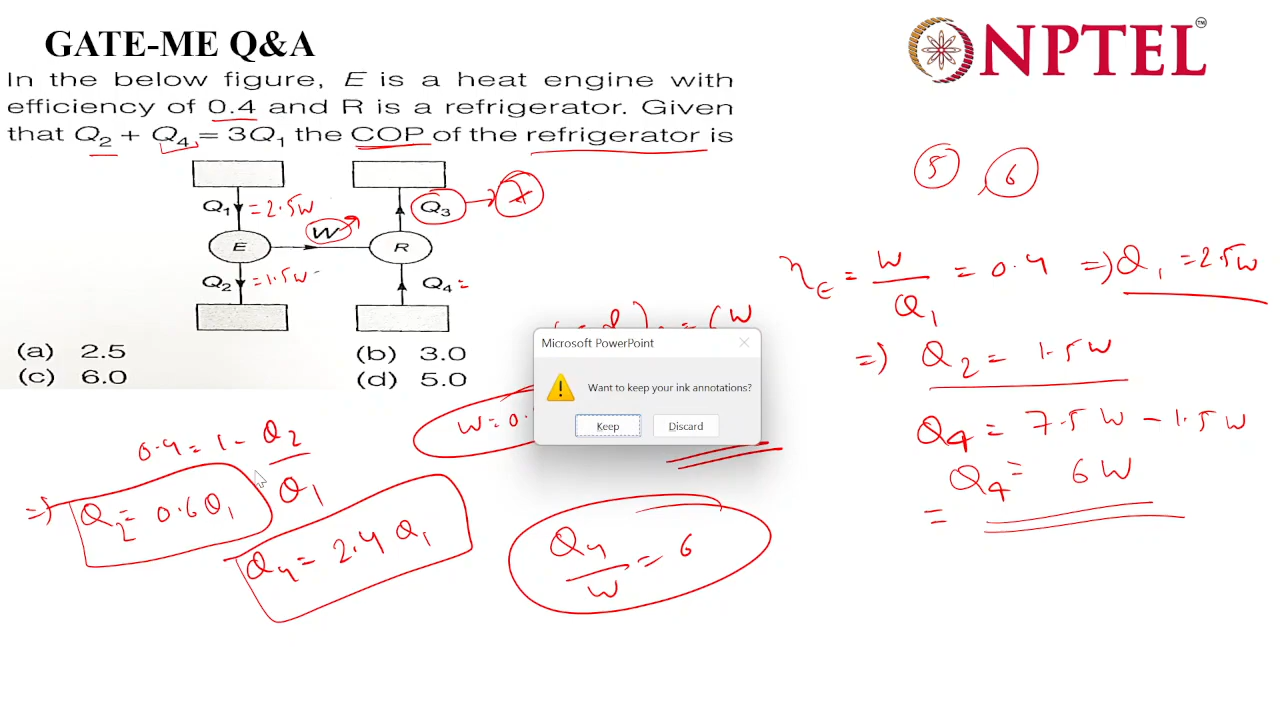 GATE-ME Q&A
NPTEL
TM
In the below figure, E is a heat engine with
efficiency of 0.4 and R is a refrigerator. Given
that Q2 + Q4 = 3Q1 the COP of the refrigerator is
5 6
Q1 = 2.5W
Q3 → 7
E
W
R
Q2 = 1.5W
Q4 =
ηE = W/Q1 = 0.4 ⇒ Q1 = 2.5W
⇒ Q2 = 1.5W
Q4 = 7.5W - 1.5W
Q4 = 6W
=
(a) 2.5
(b) 3.0
(c) 6.0
(d) 5.0
Microsoft PowerPoint
Want to keep your ink annotations?
Keep
Discard
W = 0.
0.4 = 1 - Q2/Q1
⇒ Q2 = 0.6Q1
Q4 = 2.4Q1
Q4/W = 6